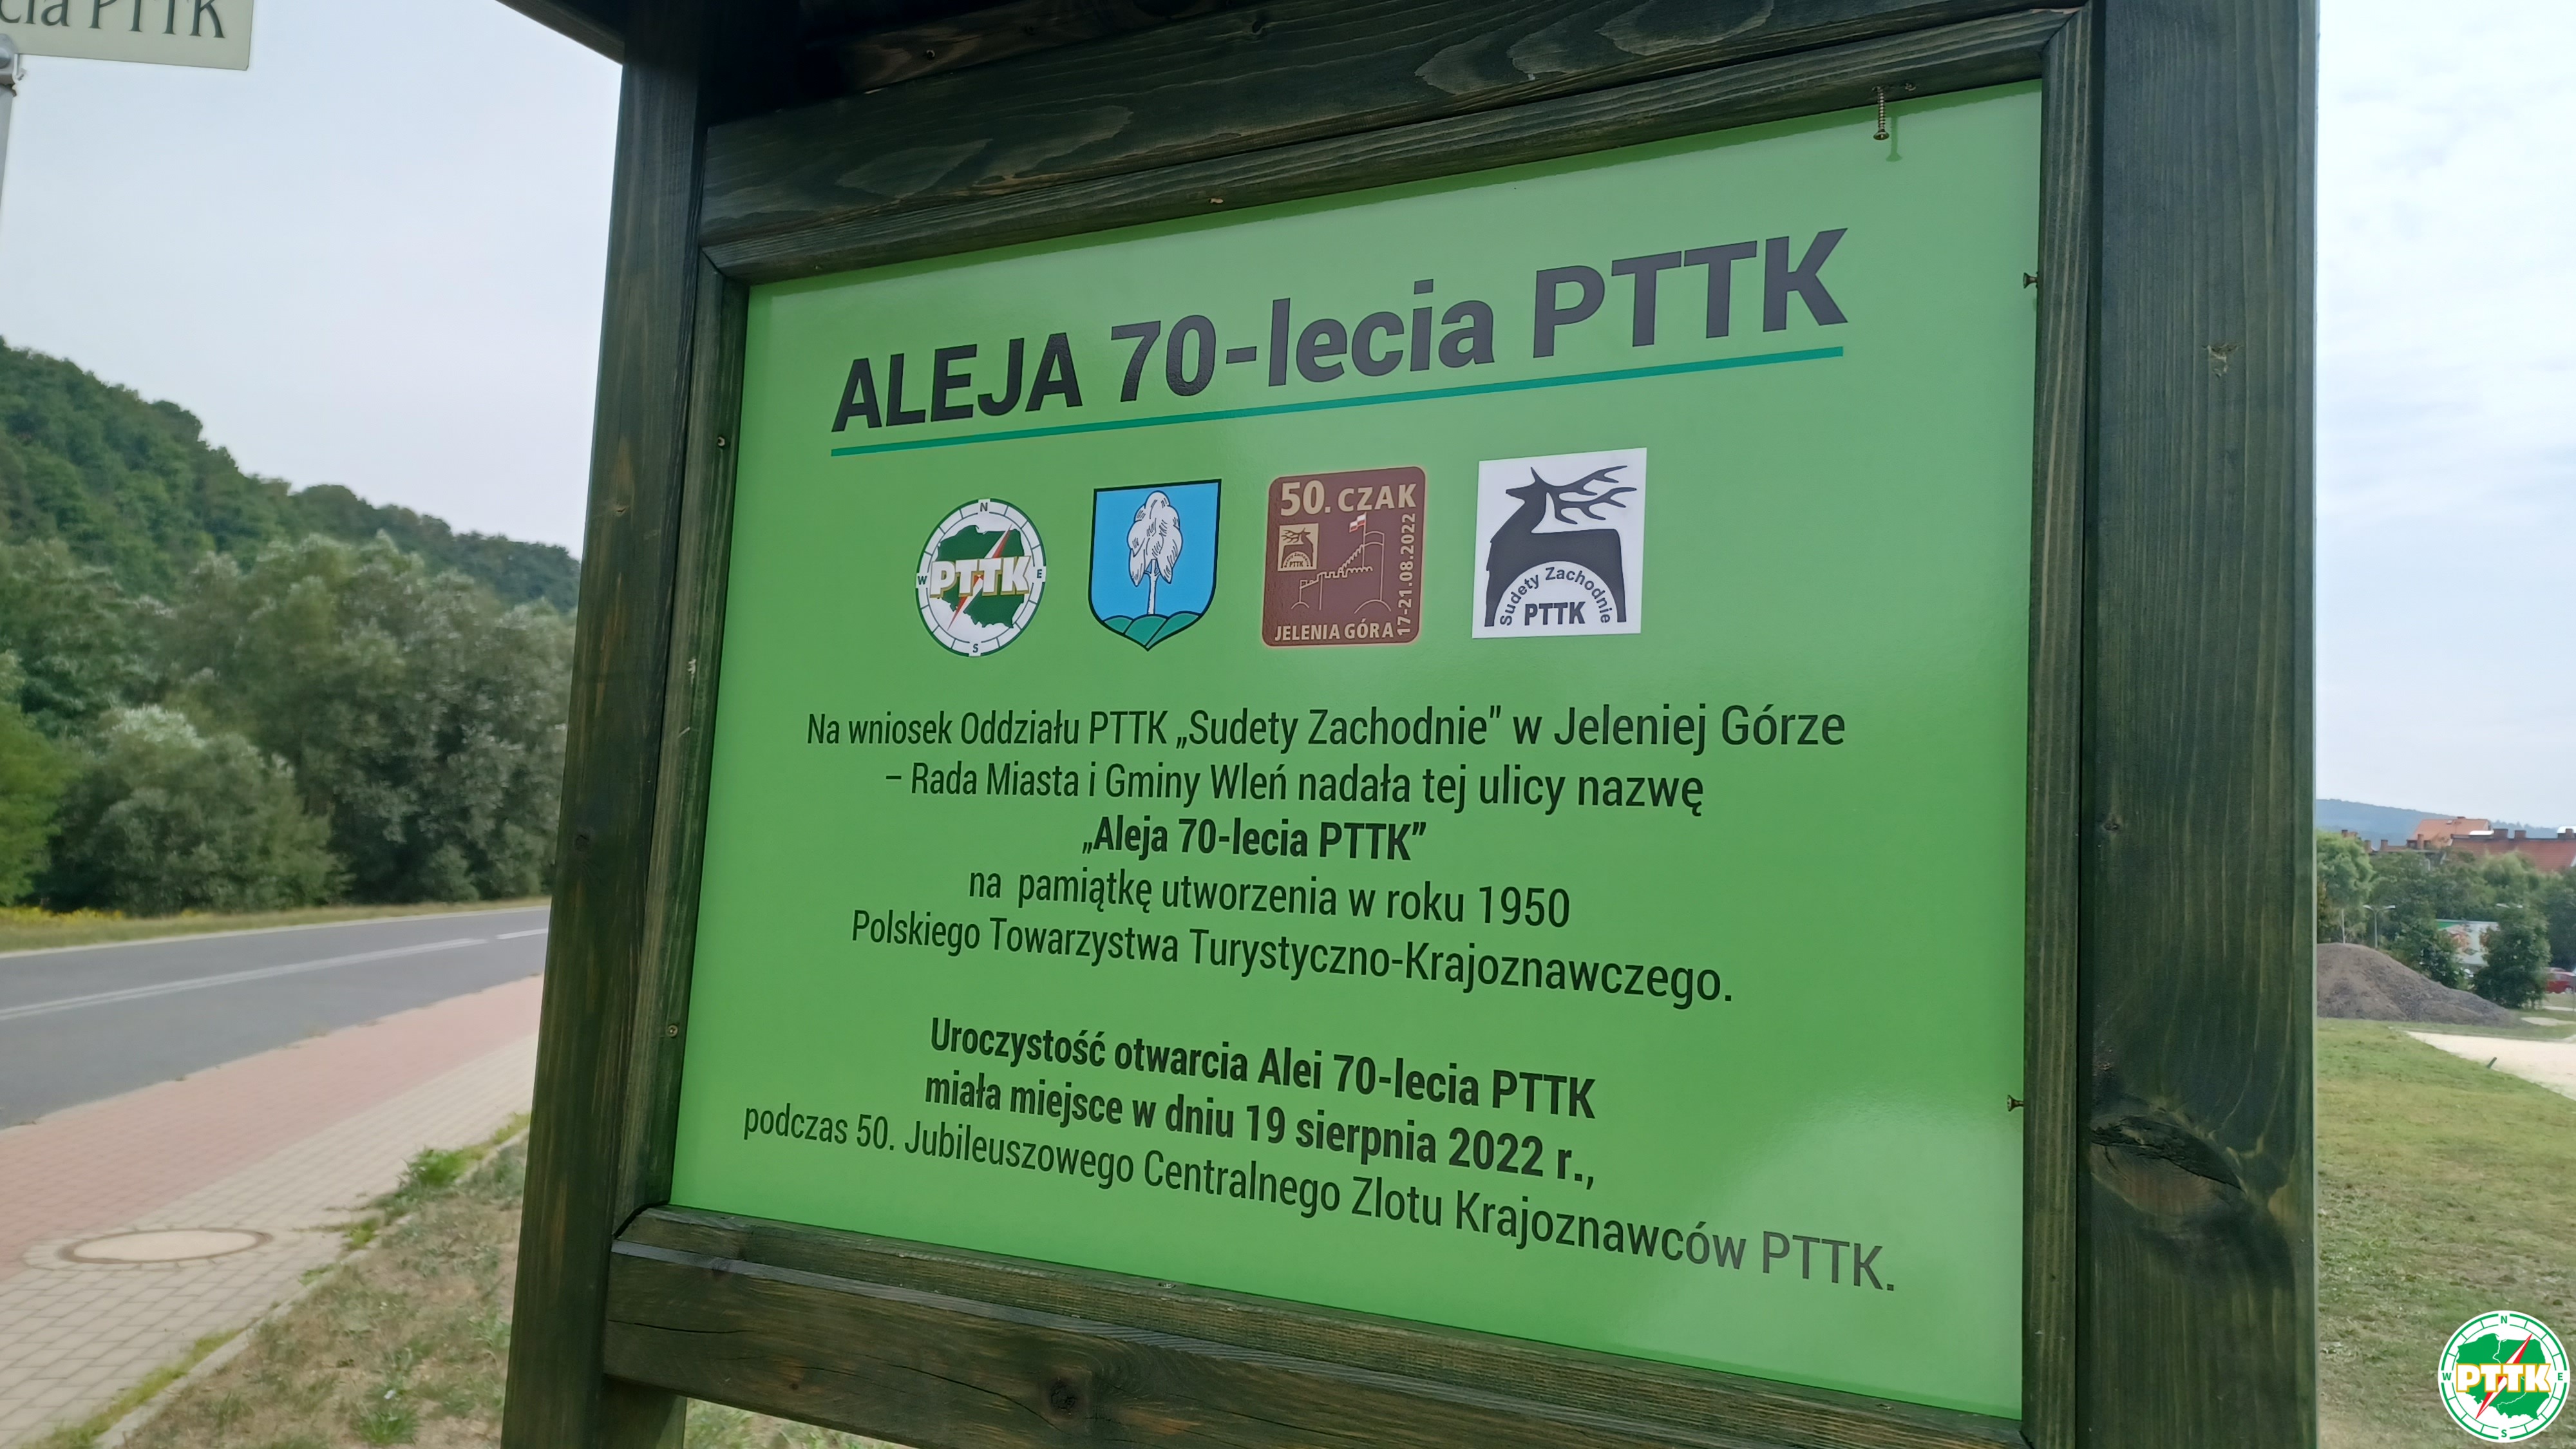 cia PTTK
ALEJA 70-lecia PTTK
N
W PTTK E
S
50. CZAK
PTTK
17-21.08.2022
JELENIA GÓRA
Sudety Zachodnie
PTTK
Na wniosek Oddziału PTTK „Sudety Zachodnie” w Jeleniej Górze
– Rada Miasta i Gminy Wleń nadała tej ulicy nazwę
„Aleja 70-lecia PTTK”
na pamiątkę utworzenia w roku 1950
Polskiego Towarzystwa Turystyczno-Krajoznawczego.
Uroczystość otwarcia Alei 70-lecia PTTK
miała miejsce w dniu 19 sierpnia 2022 r.,
podczas 50. Jubileuszowego Centralnego Zlotu Krajoznawców PTTK.
N
W PTTK E
S